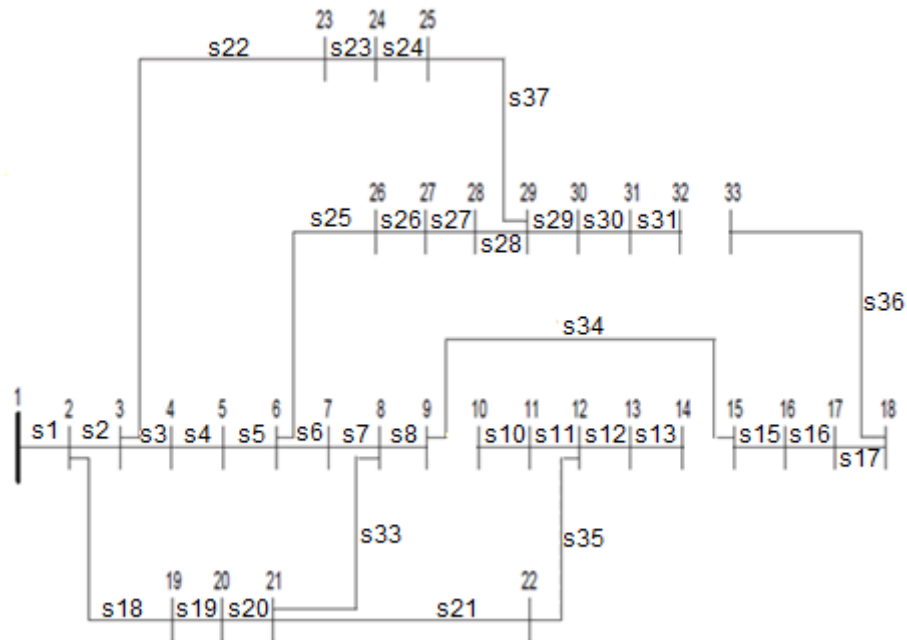 23 24 25
s22 s23 s24
s37
26 27 28 29 30 31 32 33
s25 s26 s27 s29 s30 s31
s28
s36
s34
1 2 3 4 5 6 7 8 9 10 11 12 13 14 15 16 17 18
s1 s2 s3 s4 s5 s6 s7 s8 s10 s11 s12 s13 s15 s16
s17
s33 s35
19 20 21 22
s18 s19 s20 s21